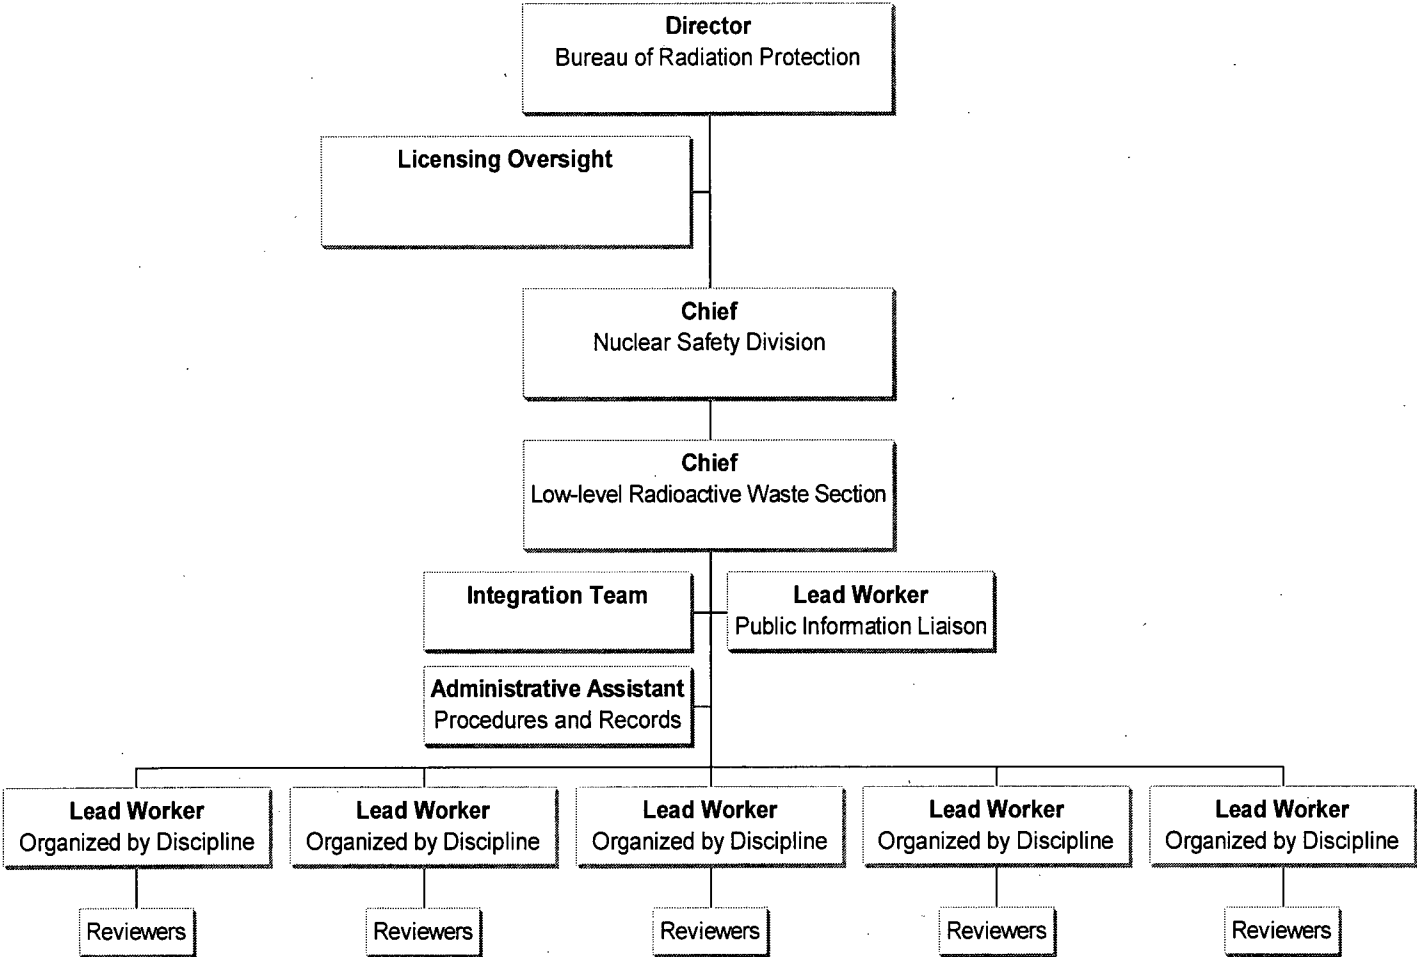 Director
Bureau of Radiation Protection
Licensing Oversight
Chief
Nuclear Safety Division
Chief
Low-level Radioactive Waste Section
Integration Team
Lead Worker
Public Information Liaison
Administrative Assistant
Procedures and Records
Lead Worker
Organized by Discipline
Lead Worker
Organized by Discipline
Lead Worker
Organized by Discipline
Lead Worker
Organized by Discipline
Lead Worker
Organized by Discipline
Reviewers
Reviewers
Reviewers
Reviewers
Reviewers